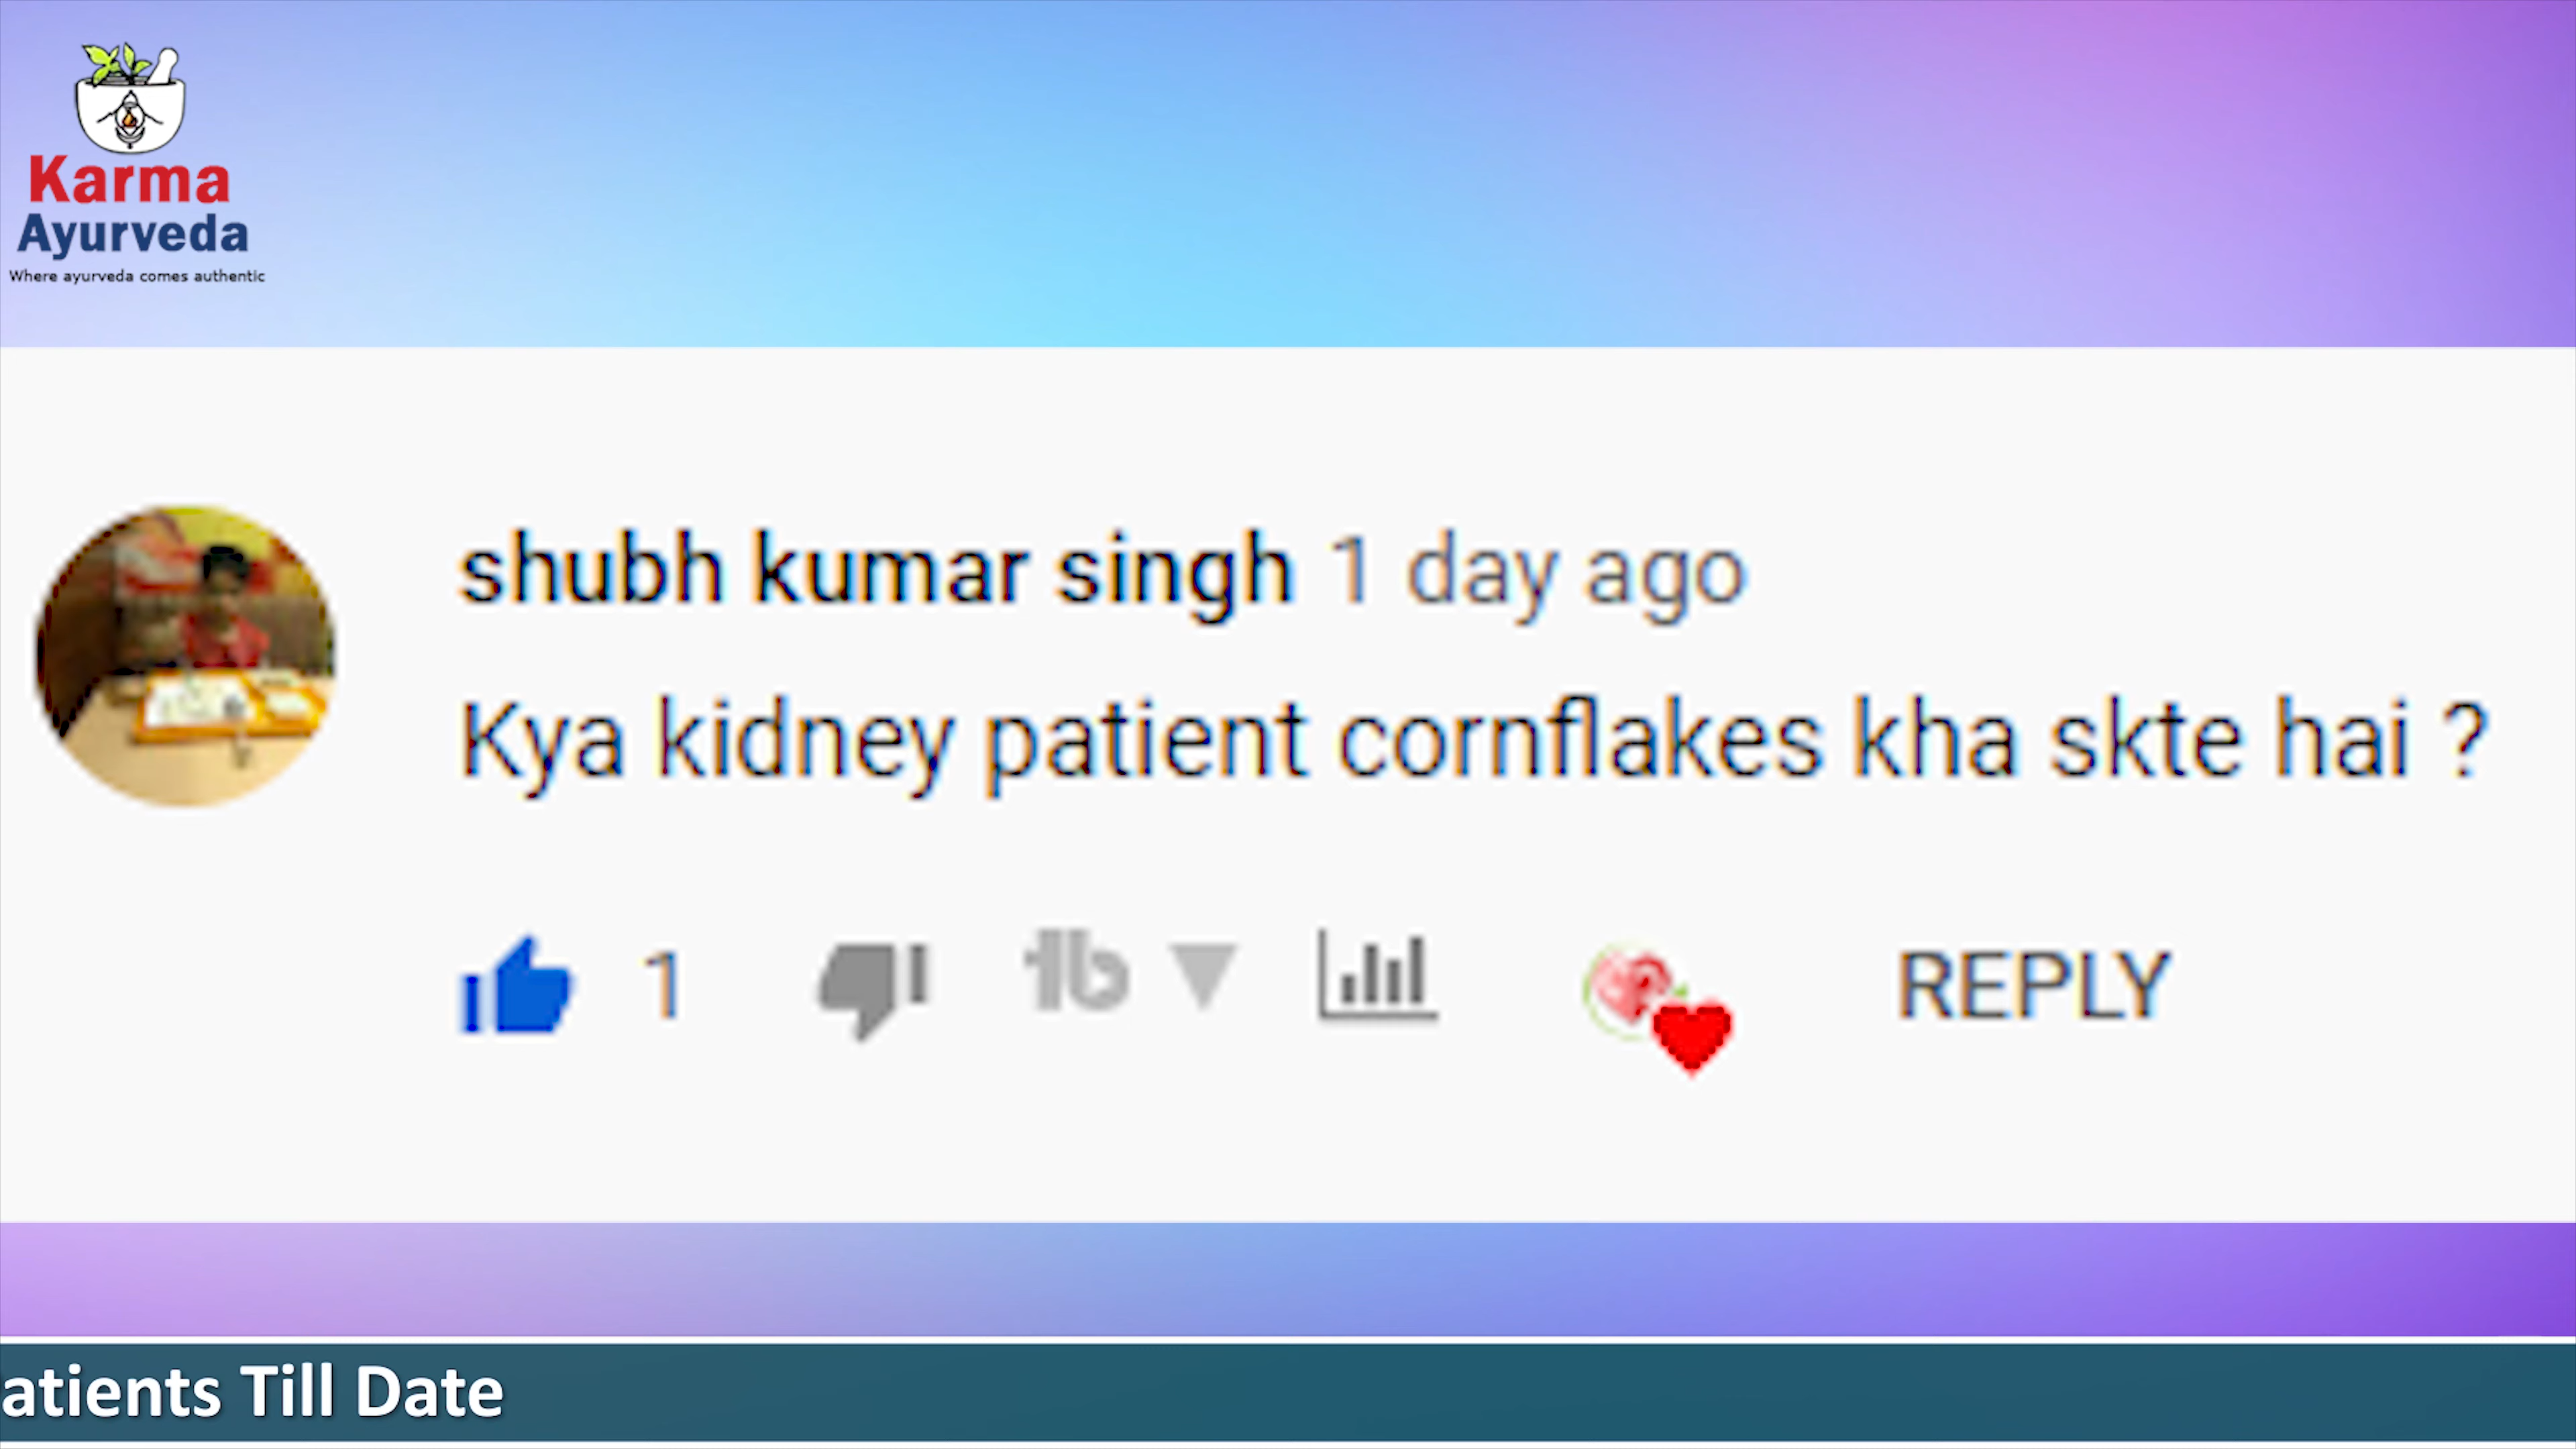 Karma
Ayurveda
Where ayurveda comes authentic
shubh kumar singh 1 day ago
Kya kidney patient cornflakes kha skte hai ?
1
REPLY
atients Till Date